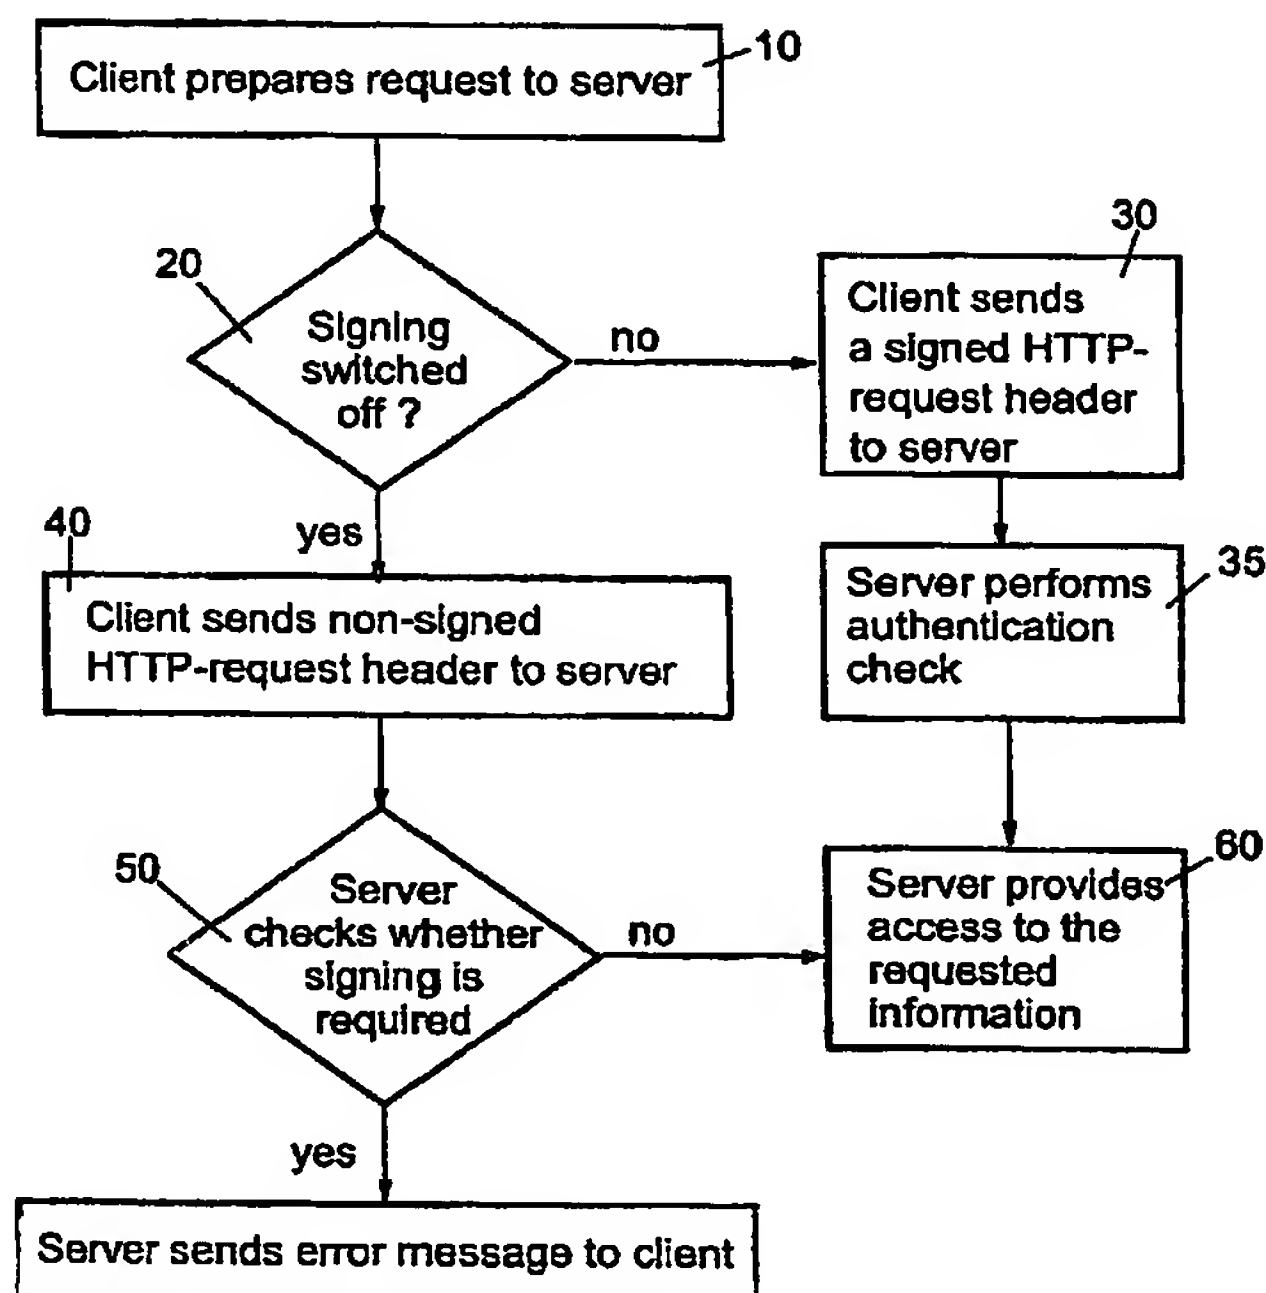 10
Client prepares request to server
20
Signing
switched
off ?
no
30
Client sends
a signed HTTP-
request header
to server
yes
40
Client sends non-signed
HTTP-request header to server
35
Server performs
authentication
check
50
Server
checks whether
signing is
required
no
60
Server provides
access to the
requested
information
yes
Server sends error message to client